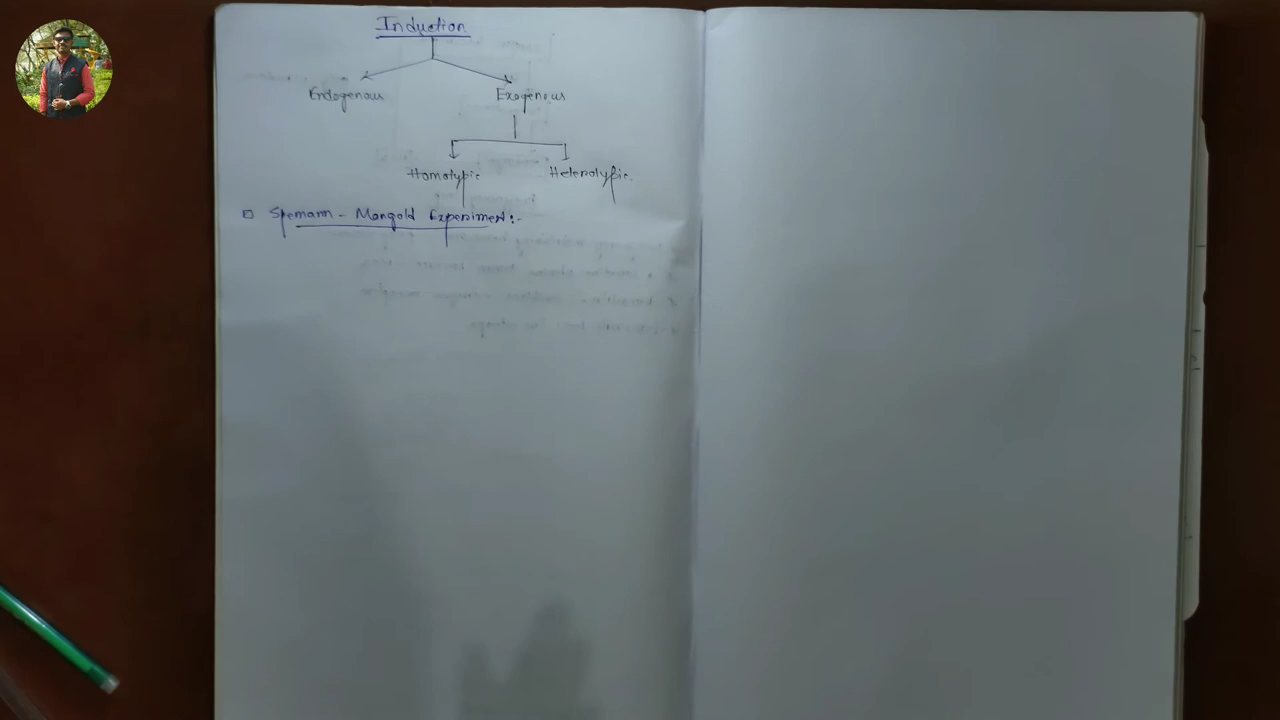 Induction
Endogenous Exogenous
Homotypic Heterotypic.
Spemann - Mangold Experiment:-